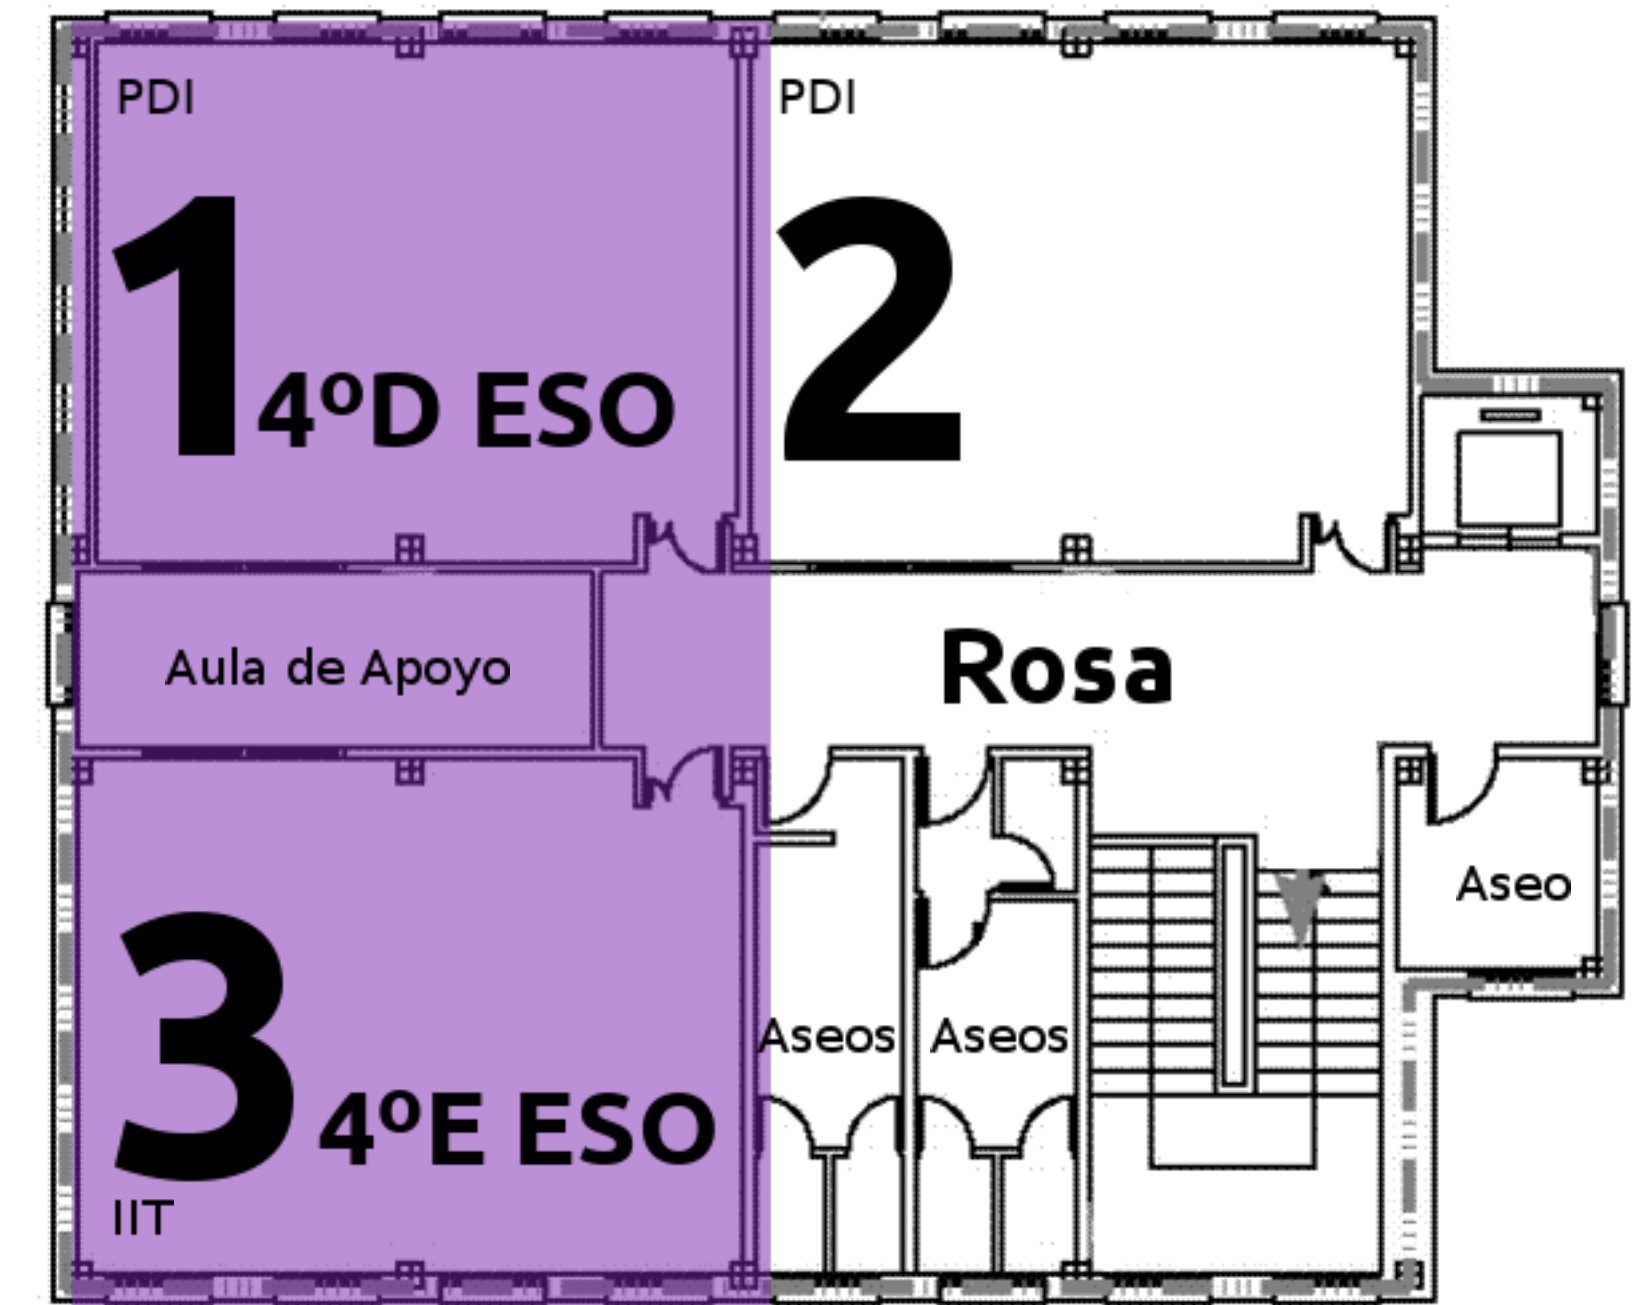 PDI
PDI
1
4ºD ESO
2
Aula de Apoyo
Rosa
Aseo
3
4ºE ESO
Aseos
Aseos
IIT